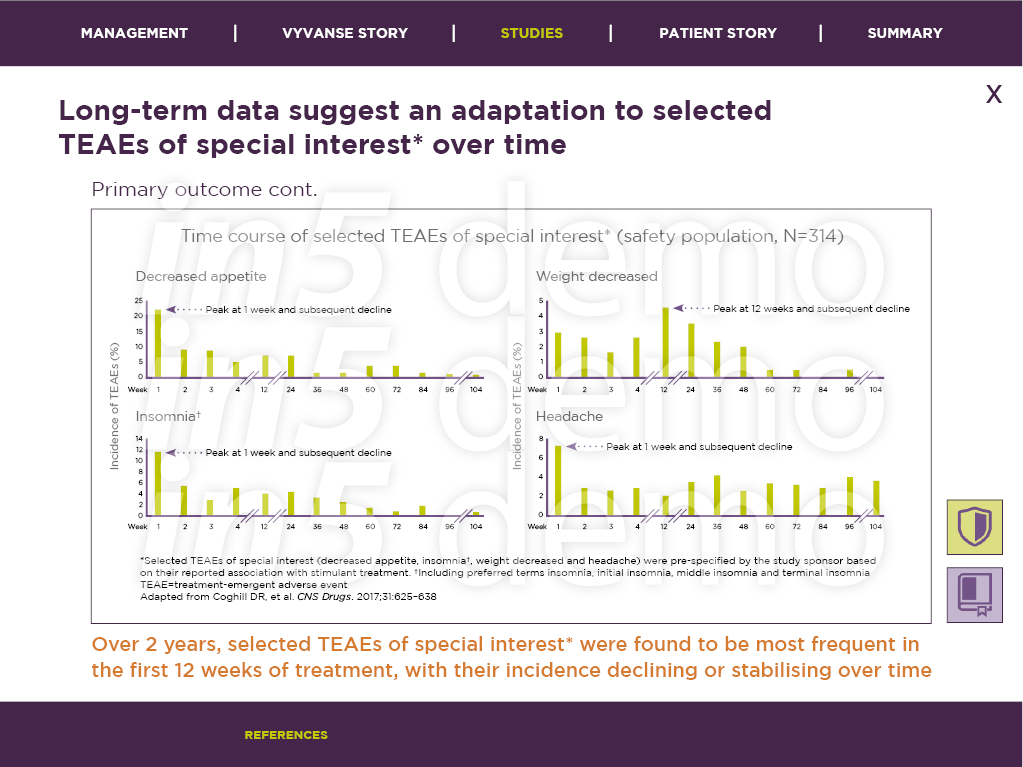 MANAGEMENT | VYVANSE STORY | STUDIES | PATIENT STORY | SUMMARY
X
Long-term data suggest an adaptation to selected
TEAEs of special interest* over time
Primary outcome cont.
Time course of selected TEAEs of special interest* (safety population, N=314)
Decreased appetite
Incidence of TEAEs (%)
25
20
15
10
5
0
Peak at 1 week and subsequent decline
Week 1 2 3 4 12 24 36 48 60 72 84 96 104
Weight decreased
Incidence of TEAEs (%)
5
4
3
2
1
0
Peak at 12 weeks and subsequent decline
Week 1 2 3 4 12 24 36 48 60 72 84 96 104
Insomnia†
14
12
10
8
6
4
2
0
Peak at 1 week and subsequent decline
Week 1 2 3 4 12 24 36 48 60 72 84 96 104
Headache
8
6
4
2
0
Peak at 1 week and subsequent decline
Week 1 2 3 4 12 24 36 48 60 72 84 96 104
*Selected TEAEs of special interest (decreased appetite, insomnia†, weight decreased and headache) were pre-specified by the study sponsor based
on their reported association with stimulant treatment. †Including preferred terms insomnia, initial insomnia, middle insomnia and terminal insomnia
TEAE=treatment-emergent adverse event
Adapted from Coghill DR, et al. CNS Drugs. 2017;31:625–638
in5 demo
in5 demo
in5 demo
Over 2 years, selected TEAEs of special interest* were found to be most frequent in
the first 12 weeks of treatment, with their incidence declining or stabilising over time
REFERENCES